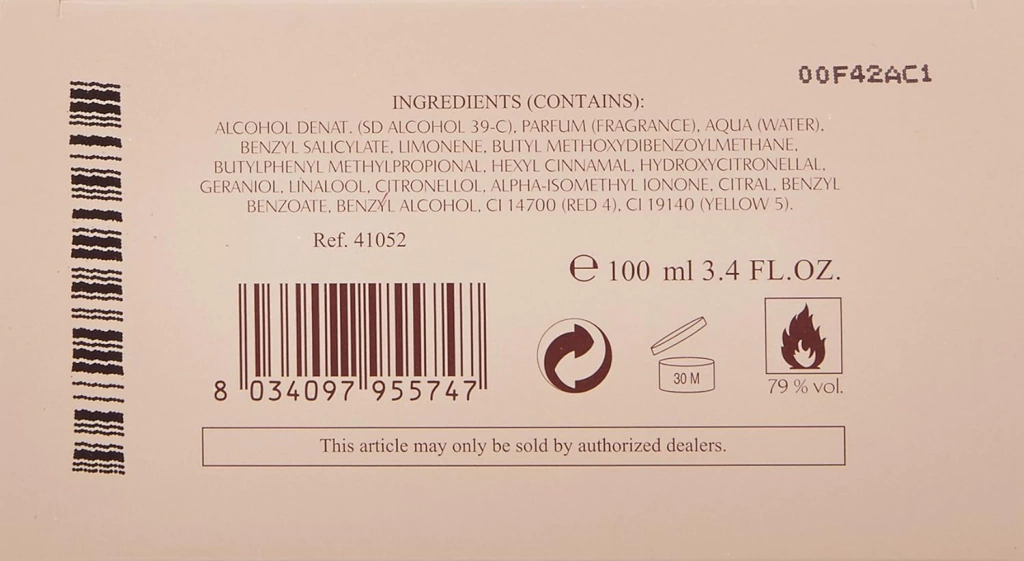 00F42AC1
INGREDIENTS (CONTAINS):
ALCOHOL DENAT. (SD ALCOHOL 39-C), PARFUM (FRAGRANCE), AQUA (WATER),
BENZYL SALICYLATE, LIMONENE, BUTYL METHOXYDIBENZOYLMETHANE,
BUTYLPHENYL METHYLPROPIONAL, HEXYL CINNAMAL, HYDROXYCITRONELLAL,
GERANIOL, LINALOOL, CITRONELLOL, ALPHA-ISOMETHYL IONONE, CITRAL, BENZYL
BENZOATE, BENZYL ALCOHOL, CI 14700 (RED 4), CI 19140 (YELLOW 5).
Ref. 41052
℮ 100 ml 3.4 FL.OZ.
30 M
79 % vol.
8 034097 955747
This article may only be sold by authorized dealers.